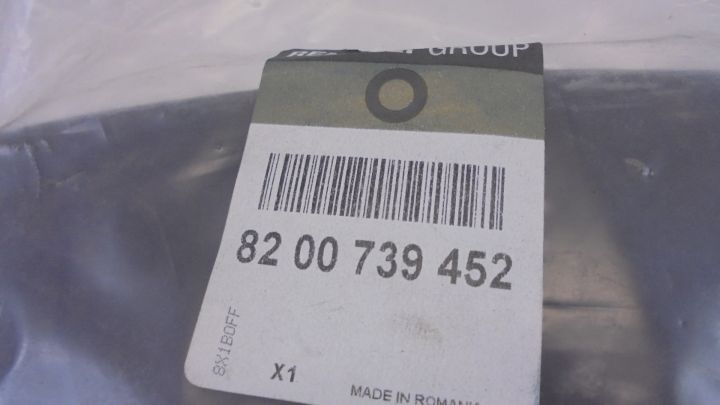 GROUP
82 00 739 452
8X1B0FF
X1
MADE IN ROMANIA